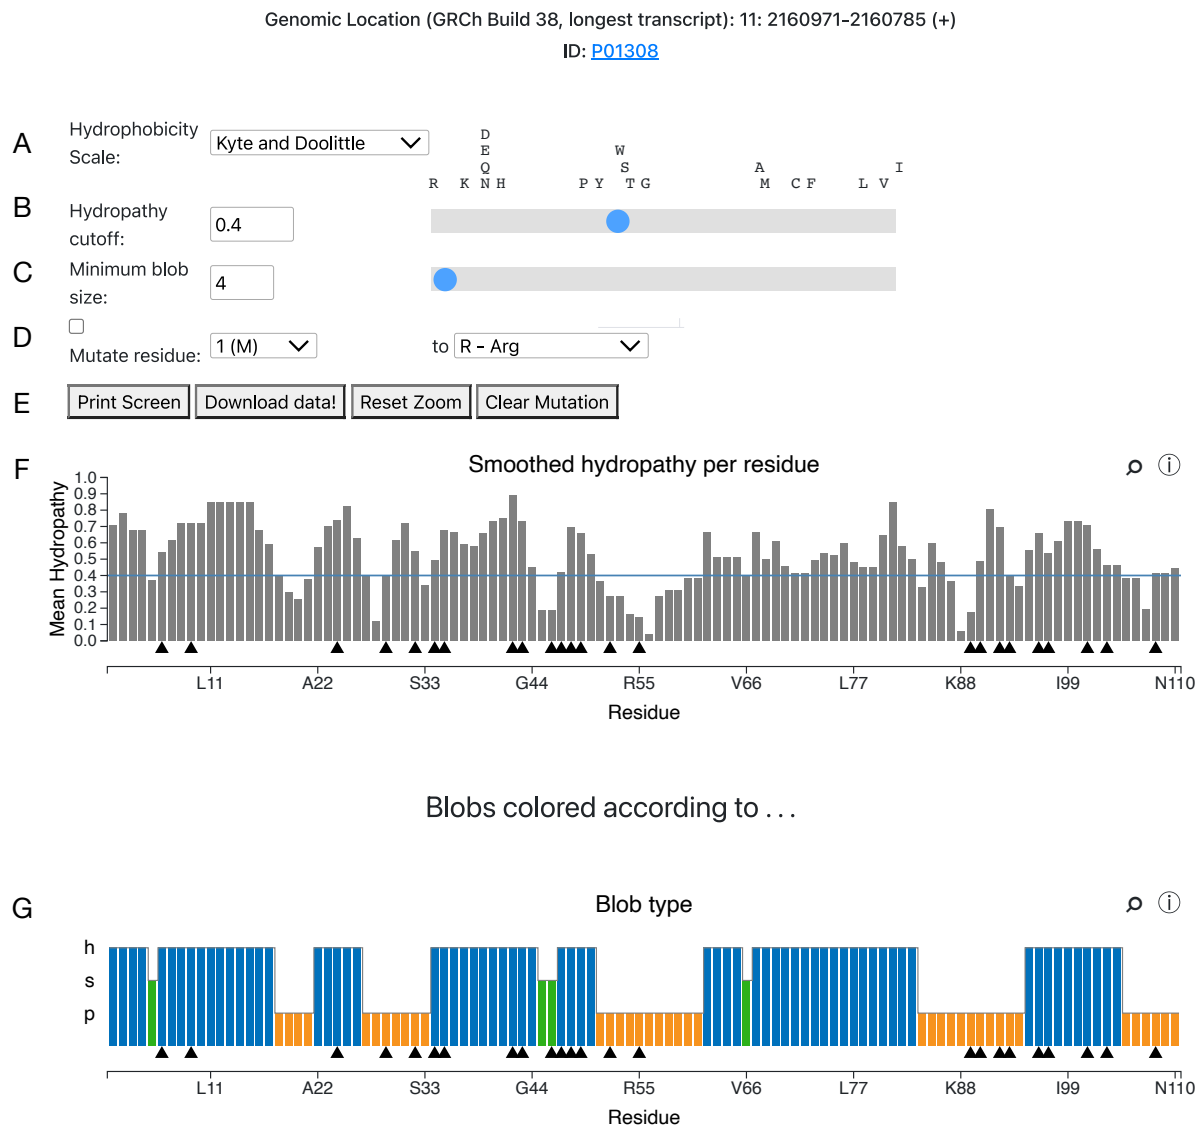 Genomic Location (GRCh Build 38, longest transcript): 11: 2160971-2160785 (+)
ID: P01308
A
Hydrophobicity
Scale:
Kyte and Doolittle
D
E
W
Q
S
A
I
R K N H P Y T G M C F L V
B
Hydropathy
cutoff:
0.4
C
Minimum blob
size:
4
D
Mutate residue:
1 (M)
to
R - Arg
E
Print Screen
Download data!
Reset Zoom
Clear Mutation
F
Smoothed hydropathy per residue
ⓘ
Mean Hydropathy
1.0
0.9
0.8
0.7
0.6
0.5
0.4
0.3
0.2
0.1
0.0
L11 A22 S33 G44 R55 V66 L77 K88 I99 N110
Residue
Blobs colored according to ...
G
Blob type
ⓘ
h
s
p
L11 A22 S33 G44 R55 V66 L77 K88 I99 N110
Residue